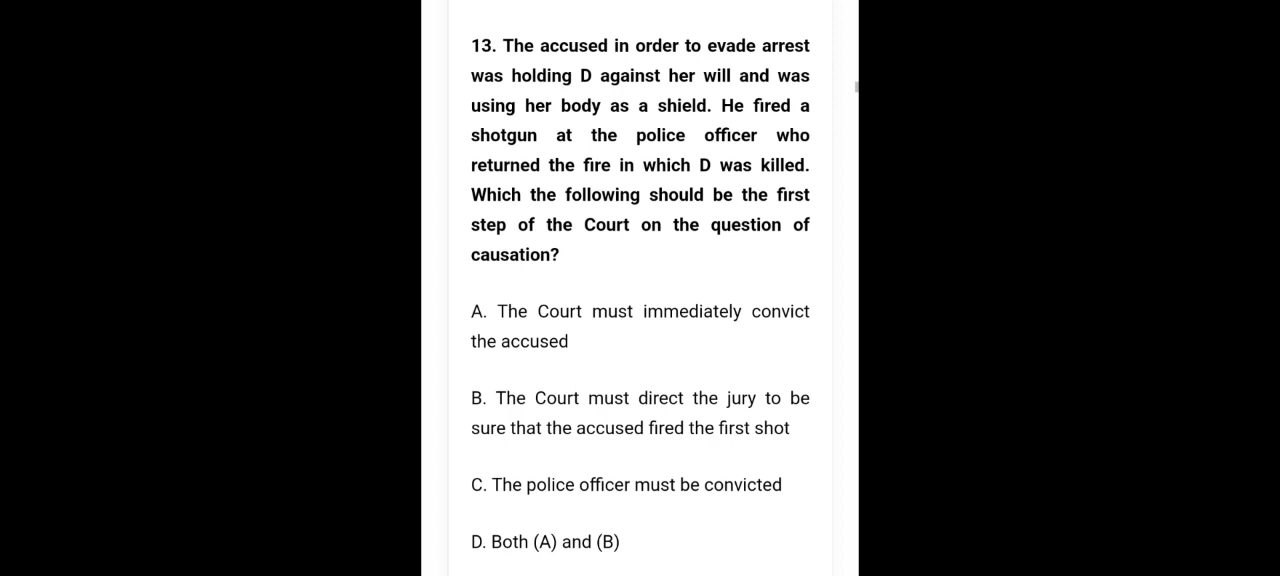 13. The accused in order to evade arrest
was holding D against her will and was
using her body as a shield. He fired a
shotgun at the police officer who
returned the fire in which D was killed.
Which the following should be the first
step of the Court on the question of
causation?
A. The Court must immediately convict
the accused
B. The Court must direct the jury to be
sure that the accused fired the first shot
C. The police officer must be convicted
D. Both (A) and (B)